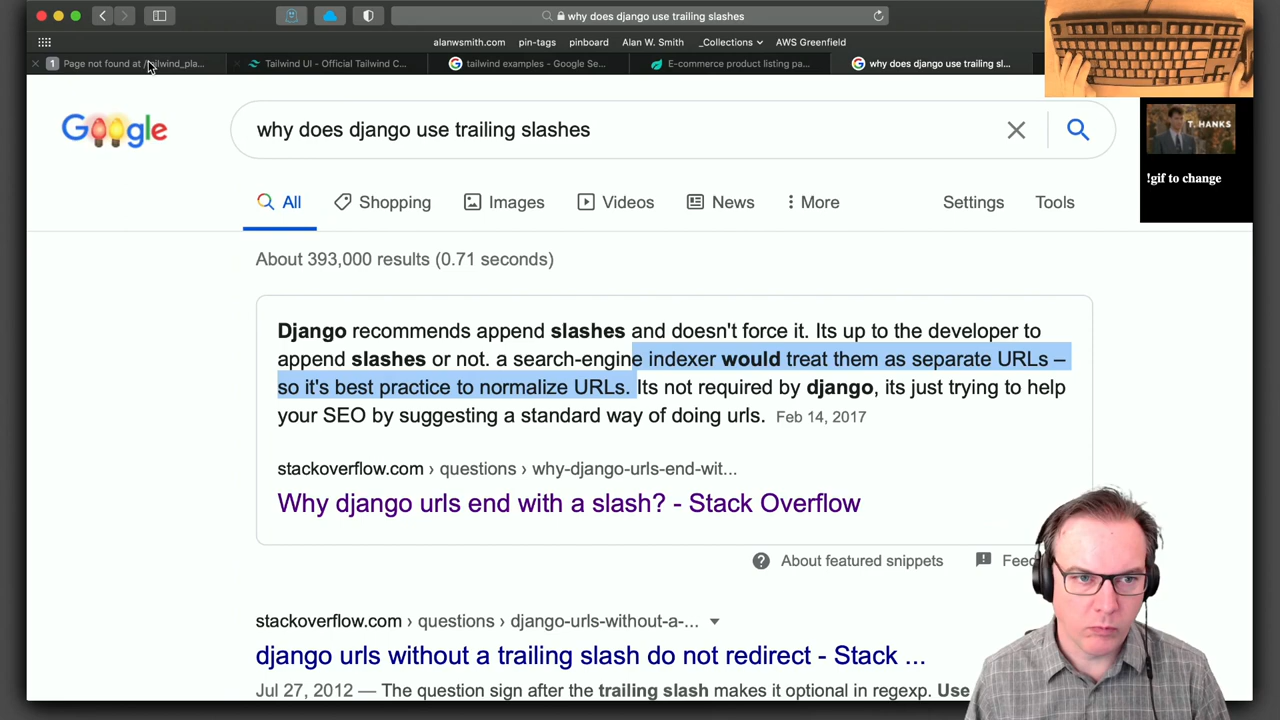 why does django use trailing slashes
alanwsmith.com pin-tags pinboard Alan W. Smith _Collections AWS Greenfield
1 Page not found at /tailwind_pla... Tailwind UI - Official Tailwind C... tailwind examples - Google Se... E-commerce product listing pa... why does django use trailing sl...
T. HANKS
!gif to change
Google
why does django use trailing slashes
All Shopping Images Videos News More Settings Tools
About 393,000 results (0.71 seconds)
Django recommends append slashes and doesn't force it. Its up to the developer to
append slashes or not. a search-engine indexer would treat them as separate URLs –
so it's best practice to normalize URLs. Its not required by django, its just trying to help
your SEO by suggesting a standard way of doing urls. Feb 14, 2017
stackoverflow.com › questions › why-django-urls-end-wit...
Why django urls end with a slash? - Stack Overflow
About featured snippets Feed
stackoverflow.com › questions › django-urls-without-a-...
django urls without a trailing slash do not redirect - Stack ...
Jul 27, 2012 — The question sign after the trailing slash makes it optional in regexp. Use